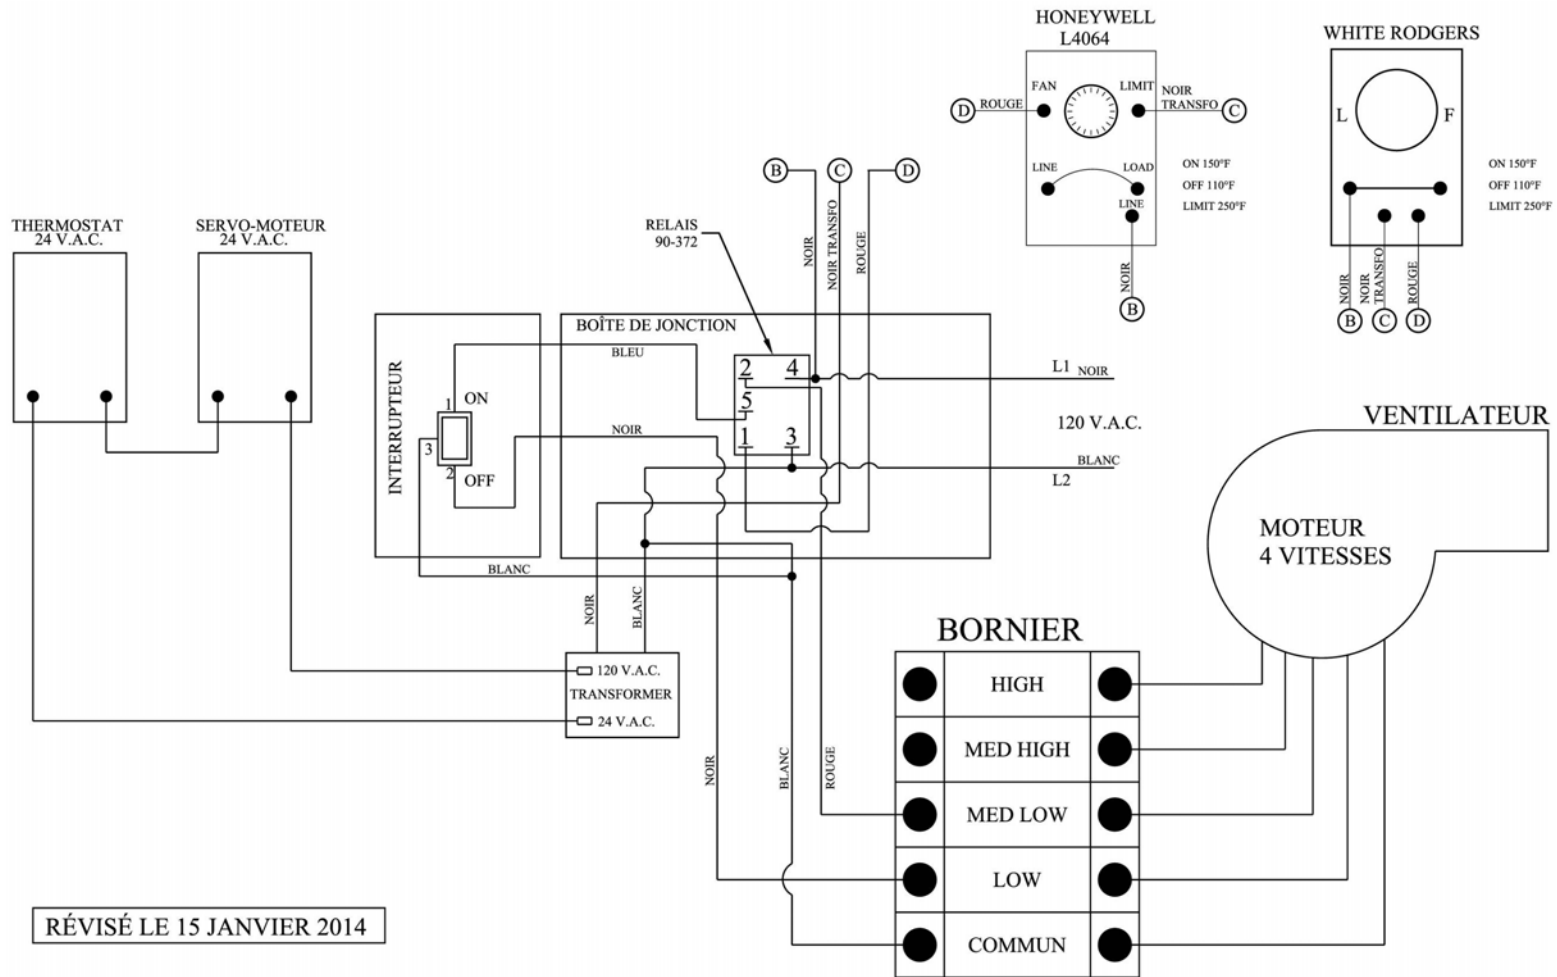 HONEYWELL
L4064
FAN
LIMIT
D
ROUGE
NOIR
TRANSFO
C
LINE
LOAD
LINE
ON 150°F
OFF 110°F
LIMIT 250°F
NOIR
B
WHITE RODGERS
L
F
ON 150°F
OFF 110°F
LIMIT 250°F
NOIR
NOIR
TRANSFO
ROUGE
B
C
D
B
C
D
NOIR
NOIR TRANSFO
ROUGE
RELAIS
90-372
THERMOSTAT
24 V.A.C.
SERVO-MOTEUR
24 V.A.C.
INTERRUPTEUR
1
ON
3
2
OFF
BOÎTE DE JONCTION
BLEU
NOIR
2
4
5
1
3
L1
NOIR
120 V.A.C.
BLANC
L2
BLANC
NOIR
BLANC
120 V.A.C.
TRANSFORMER
24 V.A.C.
NOIR
BLANC
ROUGE
VENTILATEUR
MOTEUR
4 VITESSES
BORNIER
HIGH
MED HIGH
MED LOW
LOW
COMMUN
RÉVISÉ LE 15 JANVIER 2014